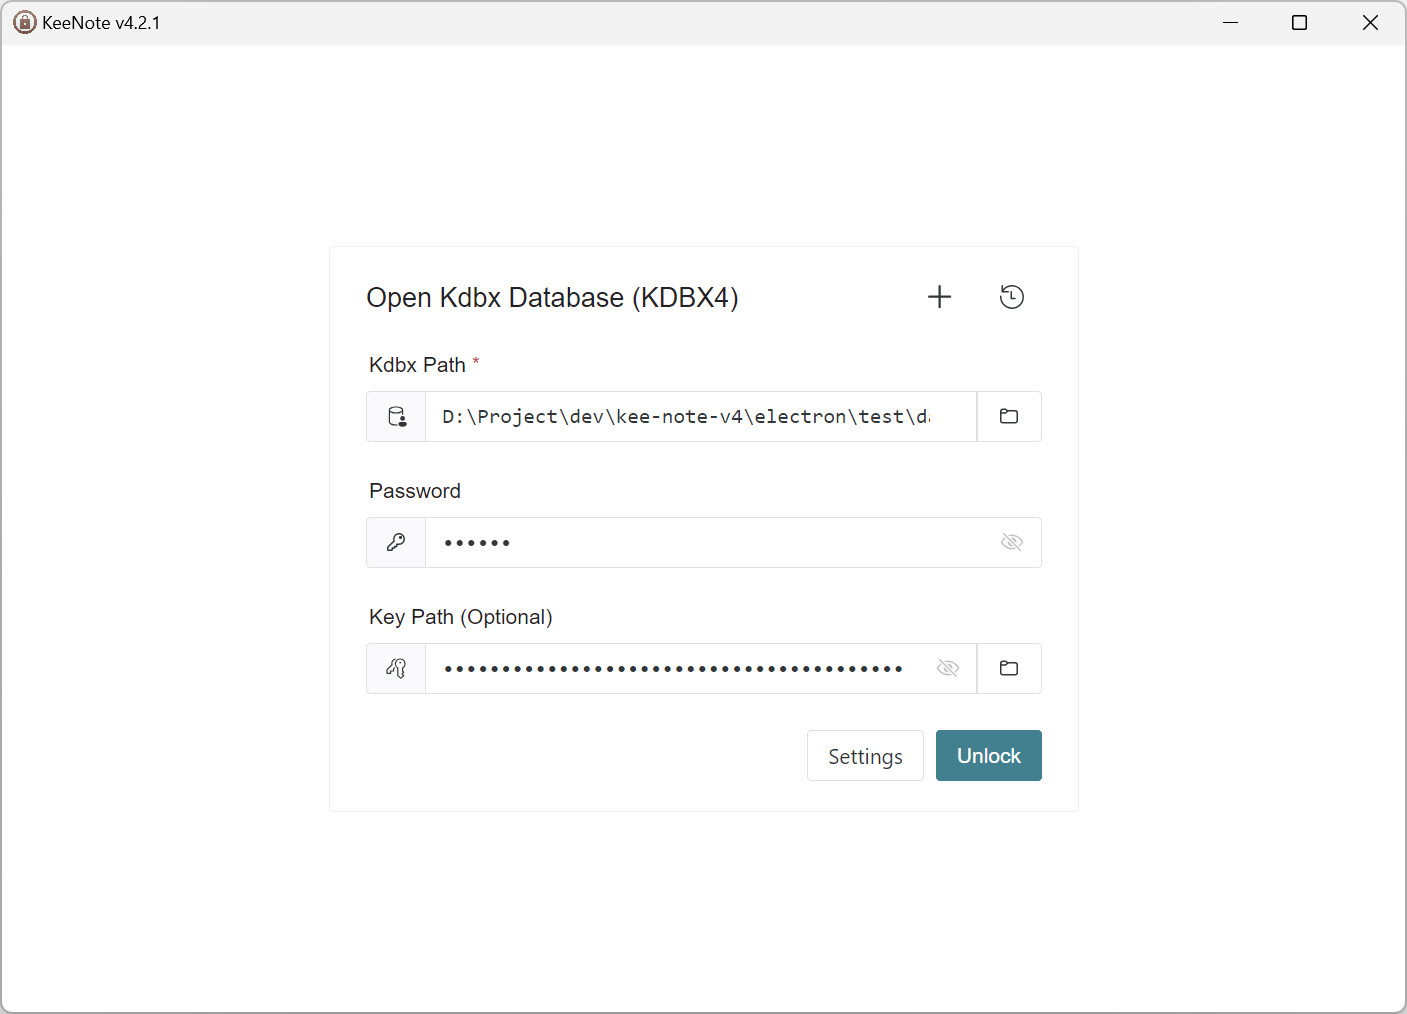 KeeNote v4.2.1
Open Kdbx Database (KDBX4)
Kdbx Path *
D:\Project\dev\kee-note-v4\electron\test\d
Password
••••••
Key Path (Optional)
••••••••••••••••••••••••••••••••••••••••
Settings
Unlock